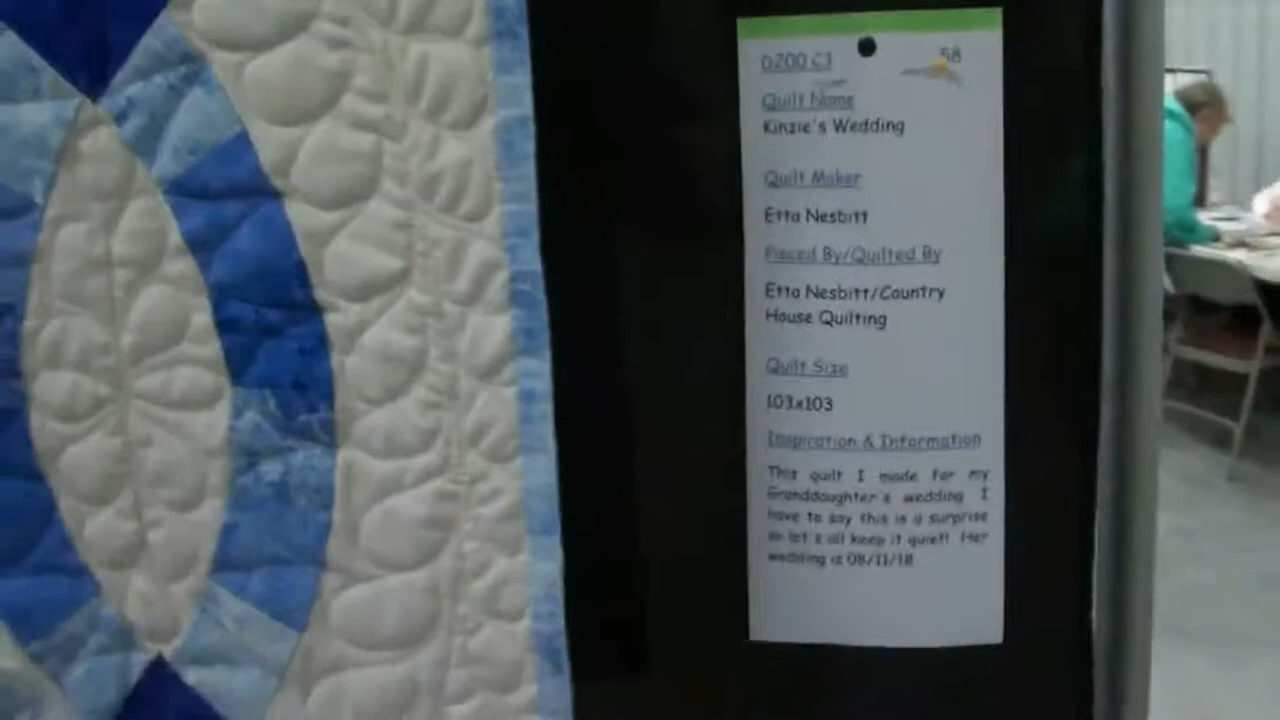 D200 C3 58
Quilt Name
Kinzie's Wedding
Quilt Maker
Etta Nesbitt
Pieced By/Quilted By
Etta Nesbitt/Country
House Quilting
Quilt Size
103x103
Inspiration & Information
This quilt I made for my
Granddaughter's wedding I
have to say this is a surprise
so let's all keep it quiet! Her
wedding is 08/11/18